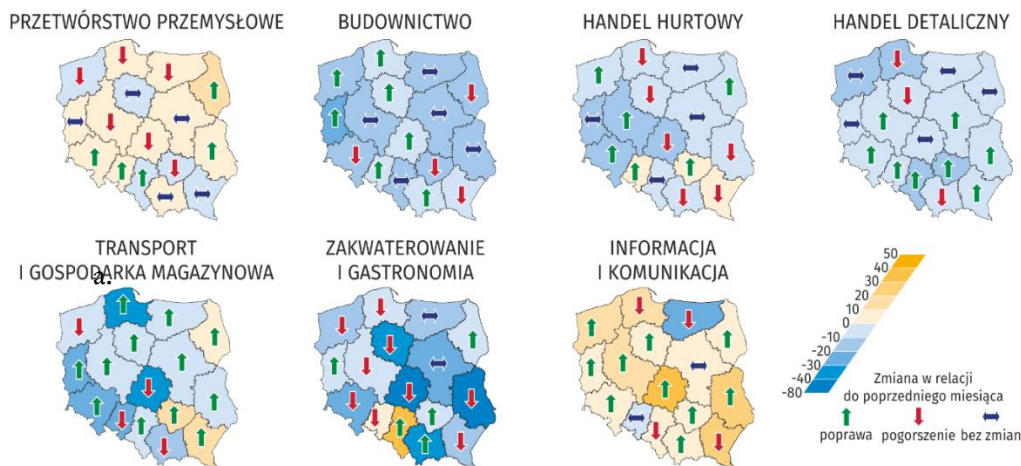 PRZETWÓRSTWO PRZEMYSŁOWE
BUDOWNICTWO
HANDEL HURTOWY
HANDEL DETALICZNY
TRANSPORT
I GOSPODARKA MAGAZYNOWA
a.
ZAKWATEROWANIE
I GASTRONOMIA
INFORMACJA
I KOMUNIKACJA
50
40
30
20
10
0
-10
-20
-30
-40
-80
Zmiana w relacji
do poprzedniego miesiąca
poprawa
pogorszenie
bez zmian